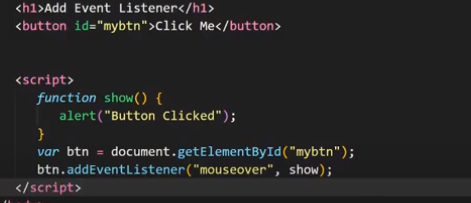 <h1>Add Event Listener</h1>
<button id="mybtn">Click Me</button>
<script>
function show() {
alert("Button Clicked");
}
var btn = document.getElementById("mybtn");
btn.addEventListener("mouseover", show);
</script>